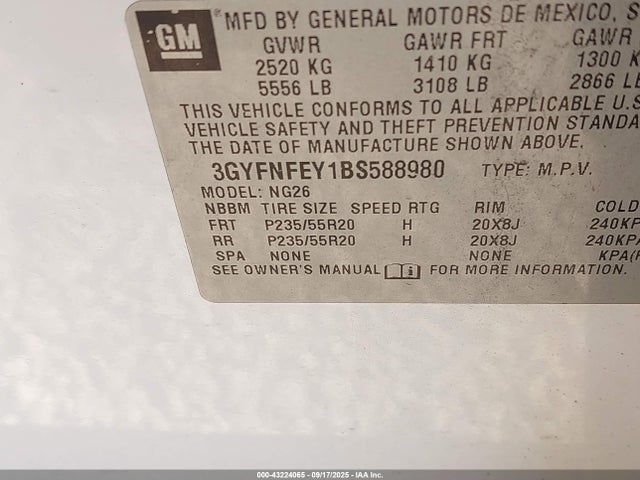 GM
MFD BY GENERAL MOTORS DE MEXICO, S
GVWR GAWR FRT GAWR
2520 KG 1410 KG 1300 K
5556 LB 3108 LB 2866 LB
THIS VEHICLE CONFORMS TO ALL APPLICABLE U.S
VEHICLE SAFETY AND THEFT PREVENTION STANDA
THE DATE OF MANUFACTURE SHOWN ABOVE.
3GYFNFEY1BS588980 TYPE: M.P.V.
MODEL: NG26
NBBM TIRE SIZE SPEED RTG RIM COLD
FRT P235/55R20 H 20X8J 240KP
RR P235/55R20 H 20X8J 240KPA
SPA NONE NONE KPA(
SEE OWNER'S MANUAL FOR MORE INFORMATION.
000-43224065 - 09/17/2025 - IAA Inc.